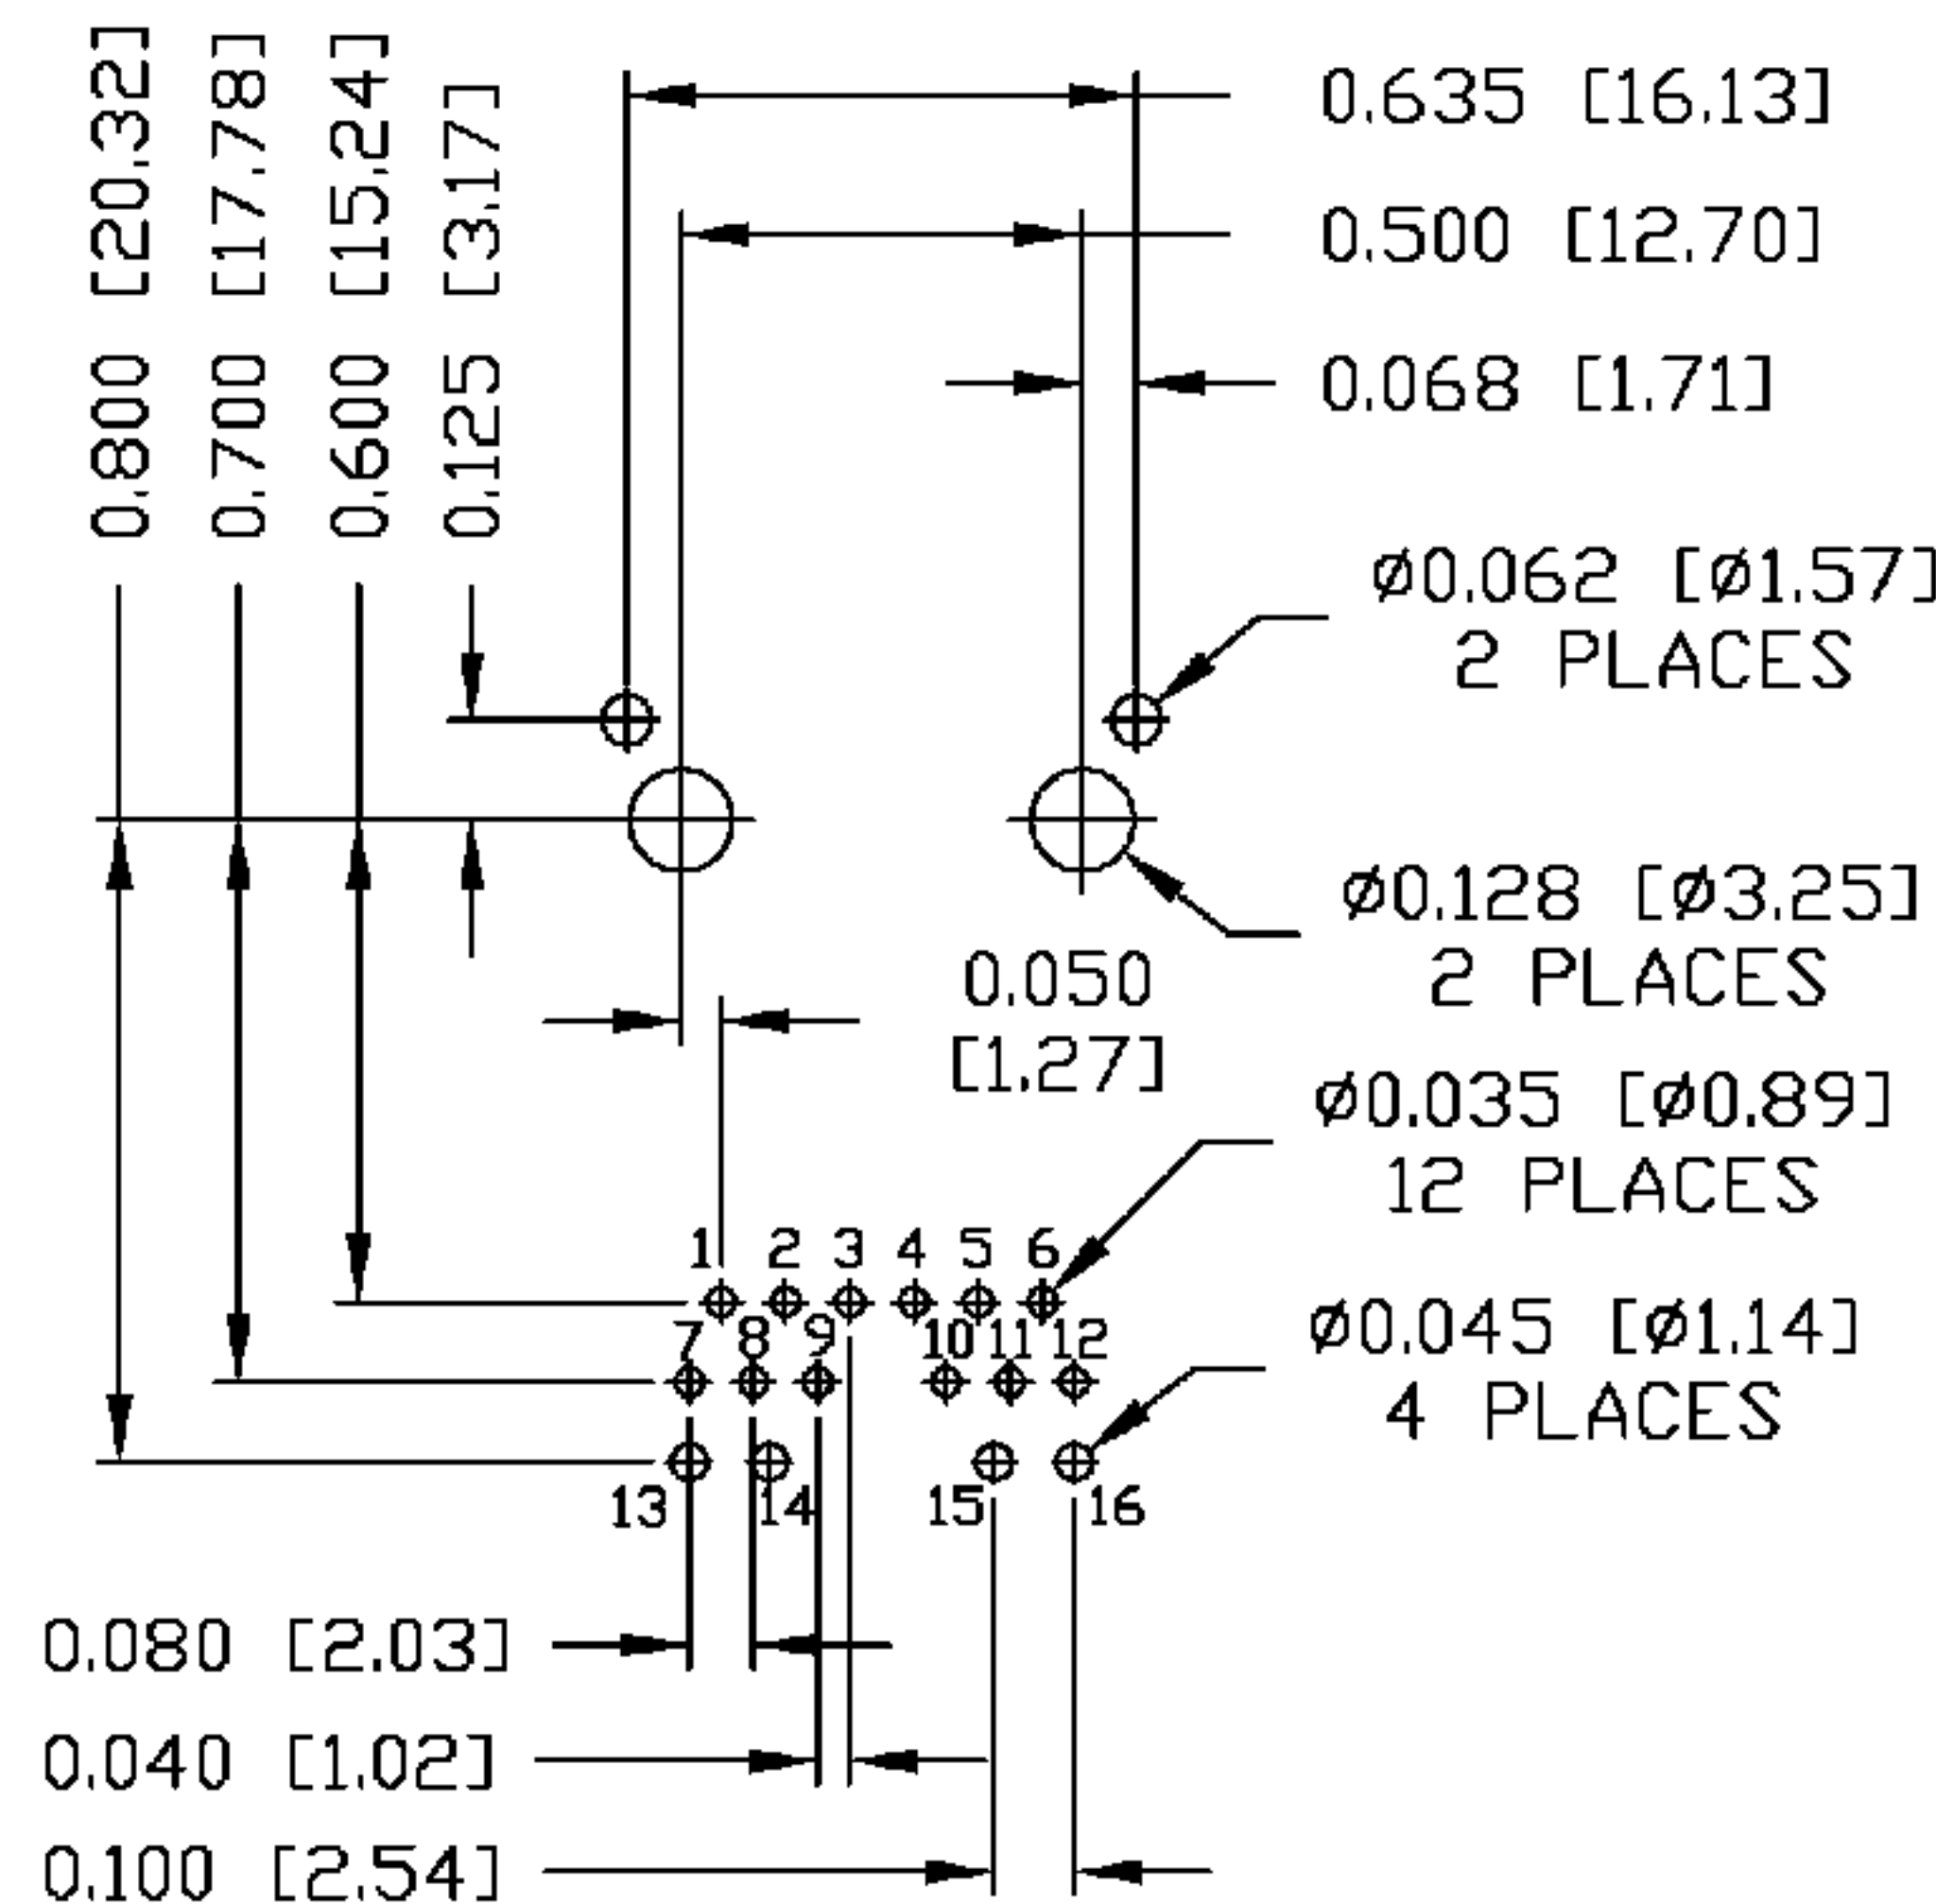 0.800 [20.32]
0.700 [17.78]
0.600 [15.24]
0.125 [3.17]
0.635 [16.13]
0.500 [12.70]
0.068 [1.71]
ø0.062 [ø1.57]
2 PLACES
ø0.128 [ø3.25]
2 PLACES
0.050
[1.27]
ø0.035 [ø0.89]
12 PLACES
1 2 3 4 5 6
7 8 9 10 11 12
ø0.045 [ø1.14]
4 PLACES
13 14 15 16
0.080 [2.03]
0.040 [1.02]
0.100 [2.54]